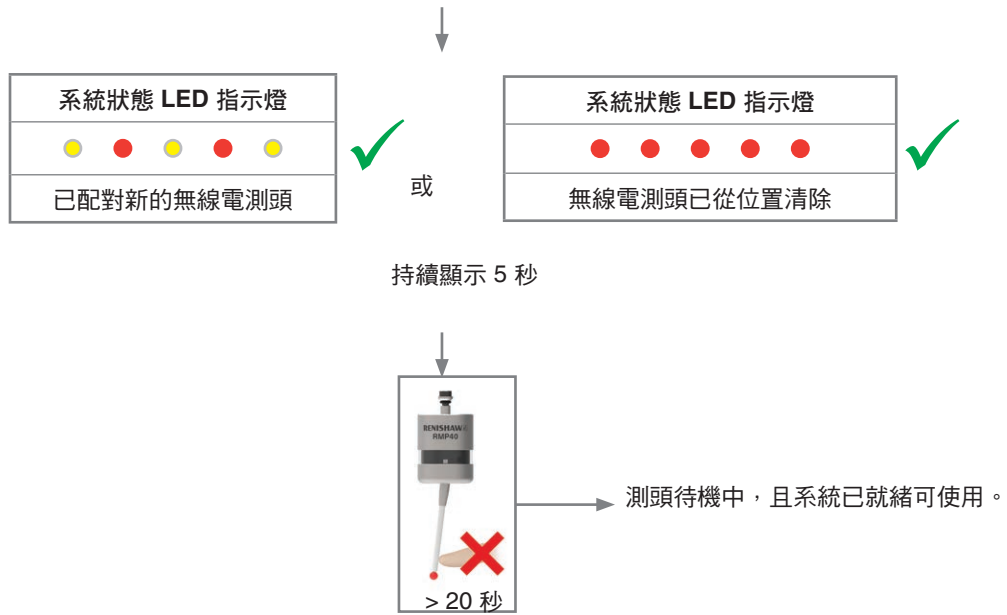 系統狀態 LED 指示燈
已配對新的無線電測頭
或
系統狀態 LED 指示燈
無線電測頭已從位置清除
持續顯示 5 秒
RENISHAW
RMP40
> 20 秒
測頭待機中，且系統已就緒可使用。